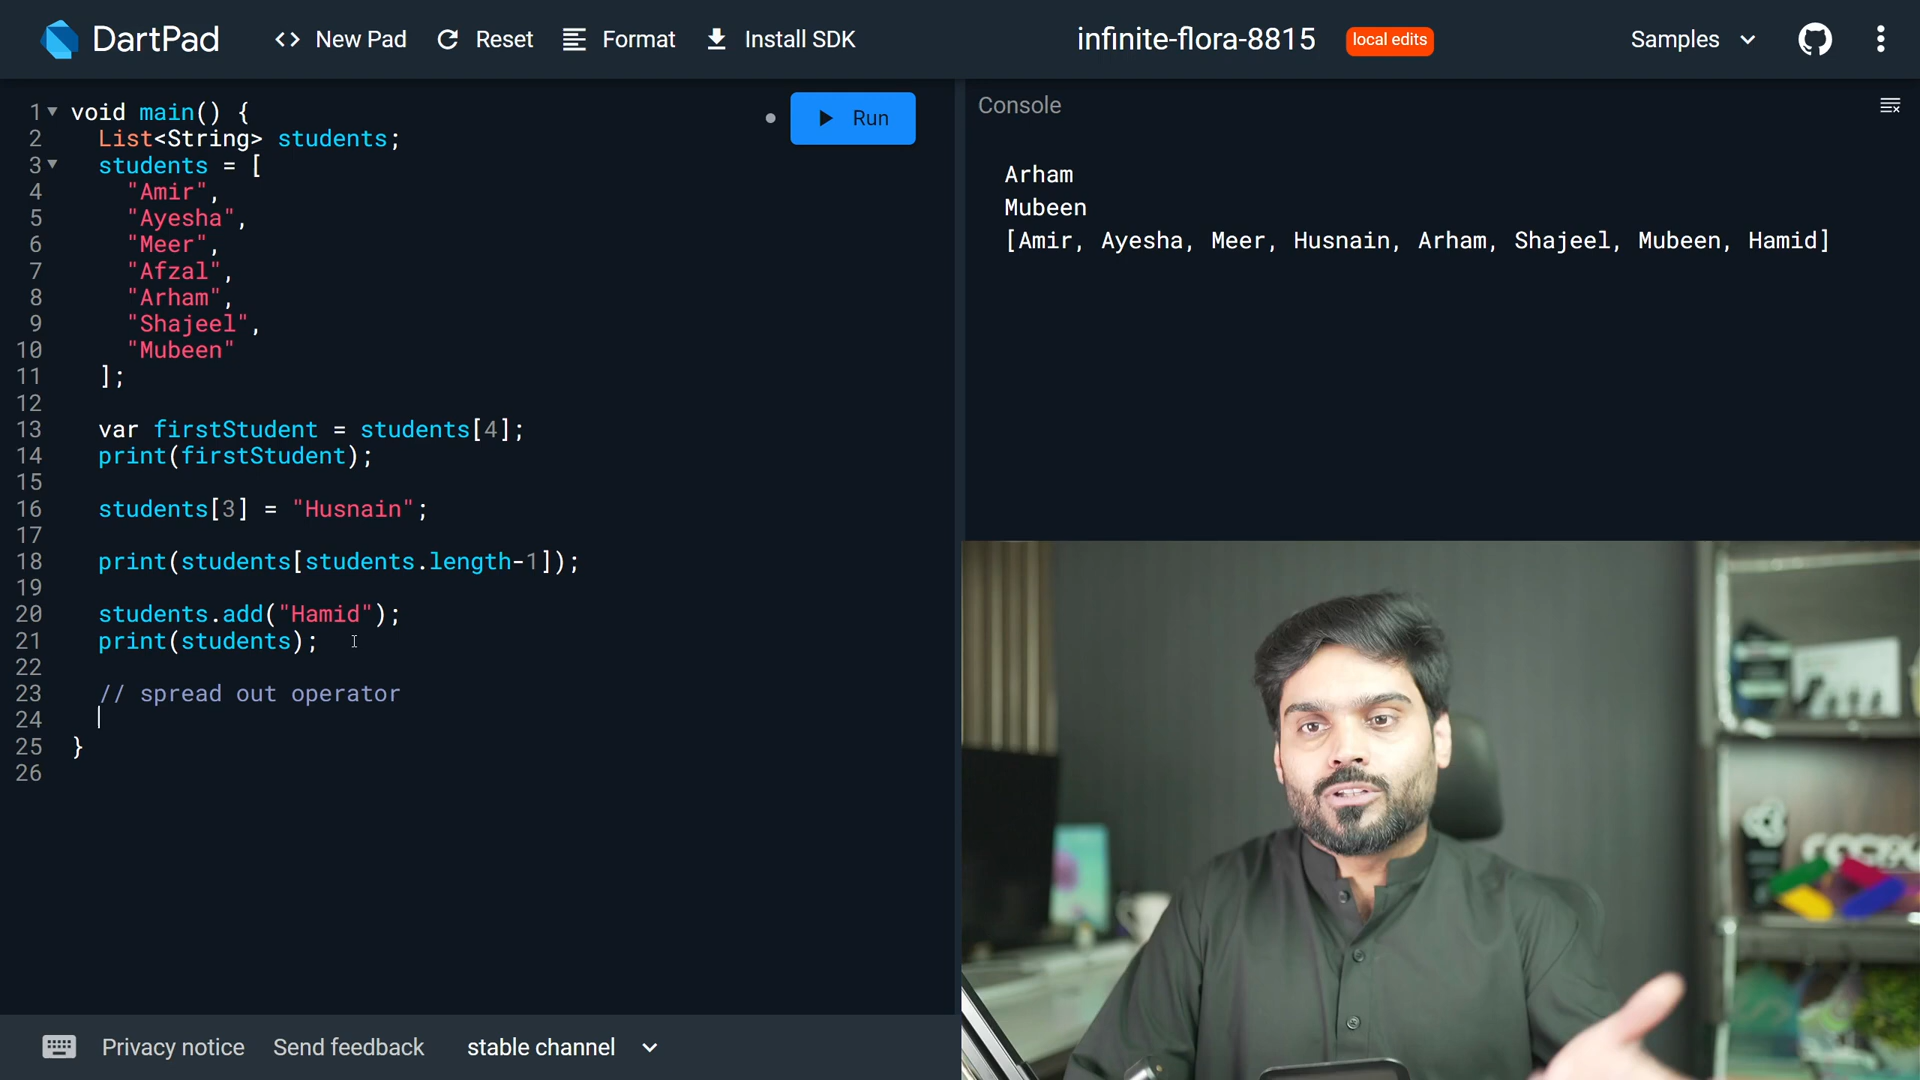 DartPad
<> New Pad
Reset
Format
Install SDK
infinite-flora-8815
local edits
Samples
1 void main() {
2 List<String> students;
3 students = [
4 "Amir",
5 "Ayesha",
6 "Meer",
7 "Afzal",
8 "Arham",
9 "Shajeel",
10 "Mubeen"
11 ];
12
13 var firstStudent = students[4];
14 print(firstStudent);
15
16 students[3] = "Husnain";
17
18 print(students[students.length-1]);
19
20 students.add("Hamid");
21 print(students);
22
23 // spread out operator
24
25 }
26
Run
Console
Arham
Mubeen
[Amir, Ayesha, Meer, Husnain, Arham, Shajeel, Mubeen, Hamid]
Privacy notice
Send feedback
stable channel